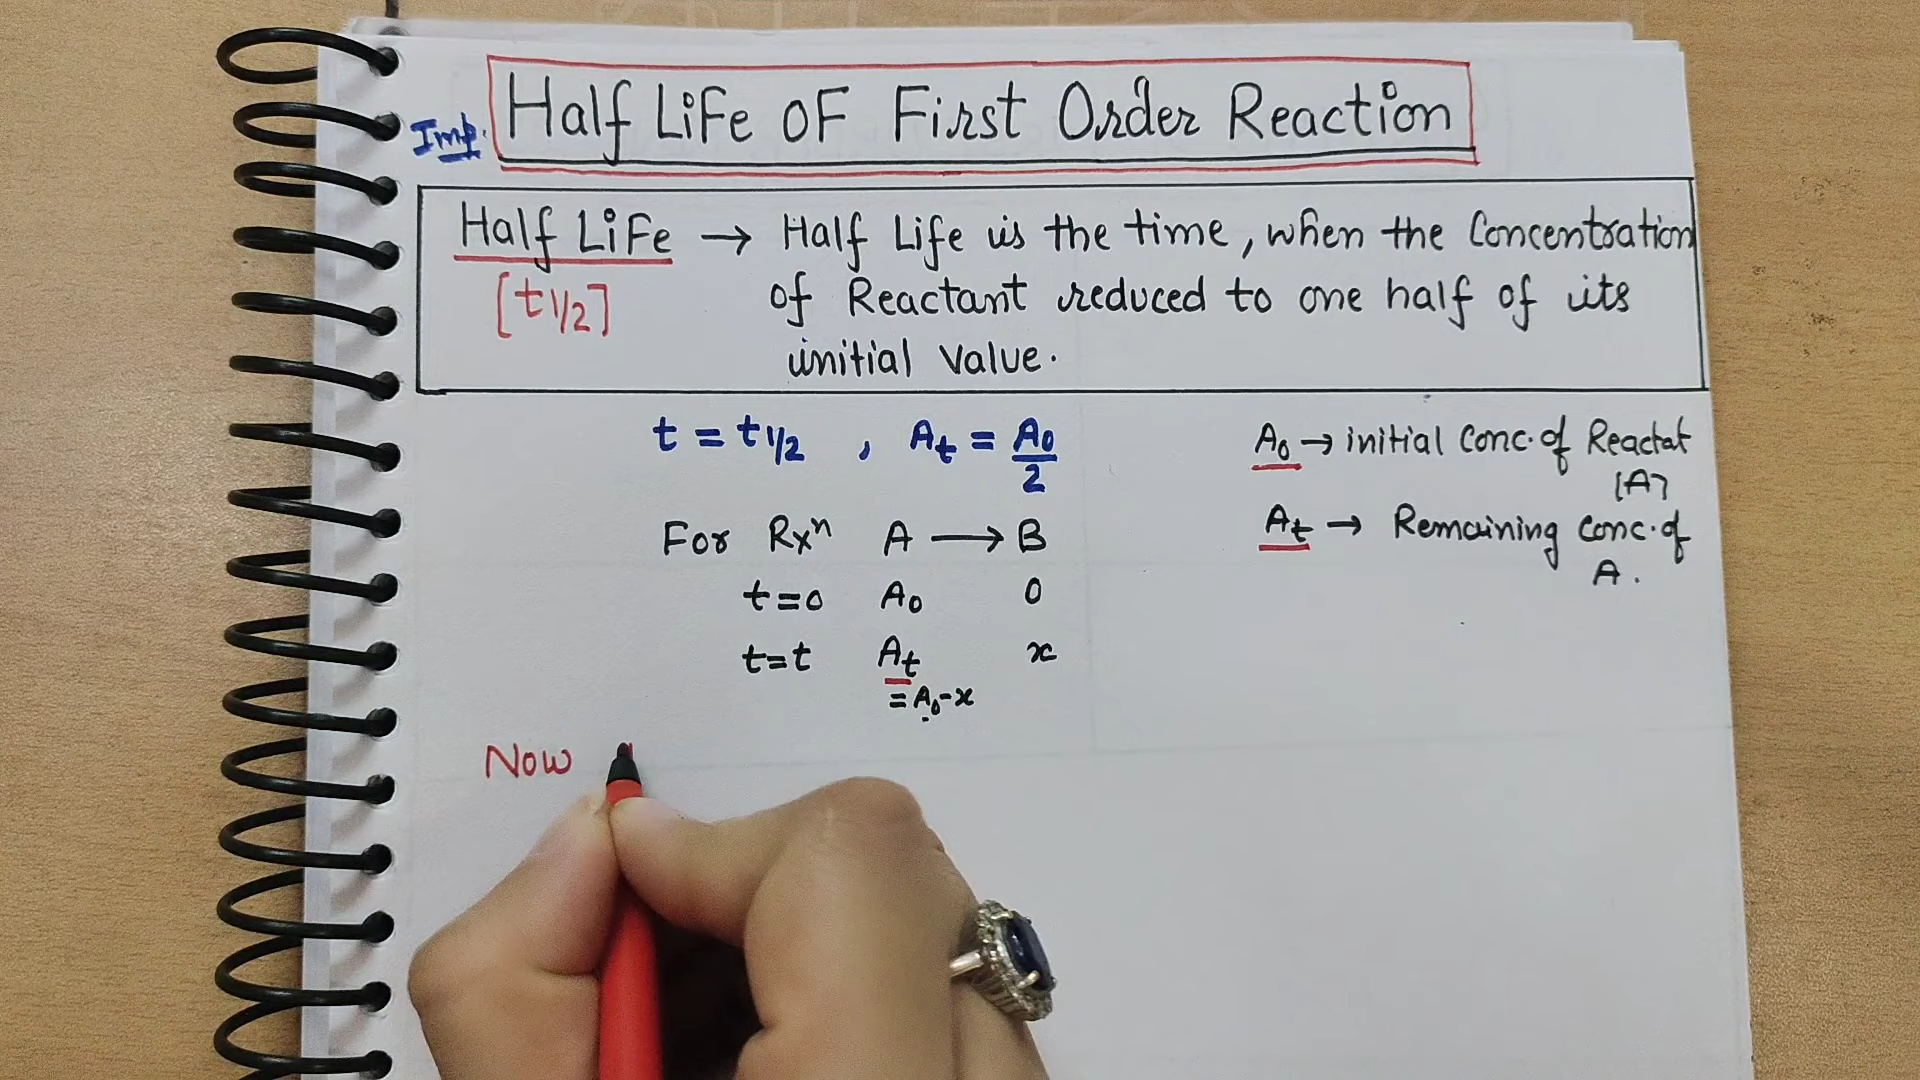 Half Life OF First Order Reaction
Imp.
Half Life → Half Life is the time, when the Concentration
[t1/2] of Reactant reduced to one half of its
initial value.
t = t1/2 , At = A0/2
A0 → initial Conc. of Reactat
[A]
At → Remaining Conc. of
A.
For Rxⁿ A → B
t=0 A0 0
t=t At x
= A0-x
Now